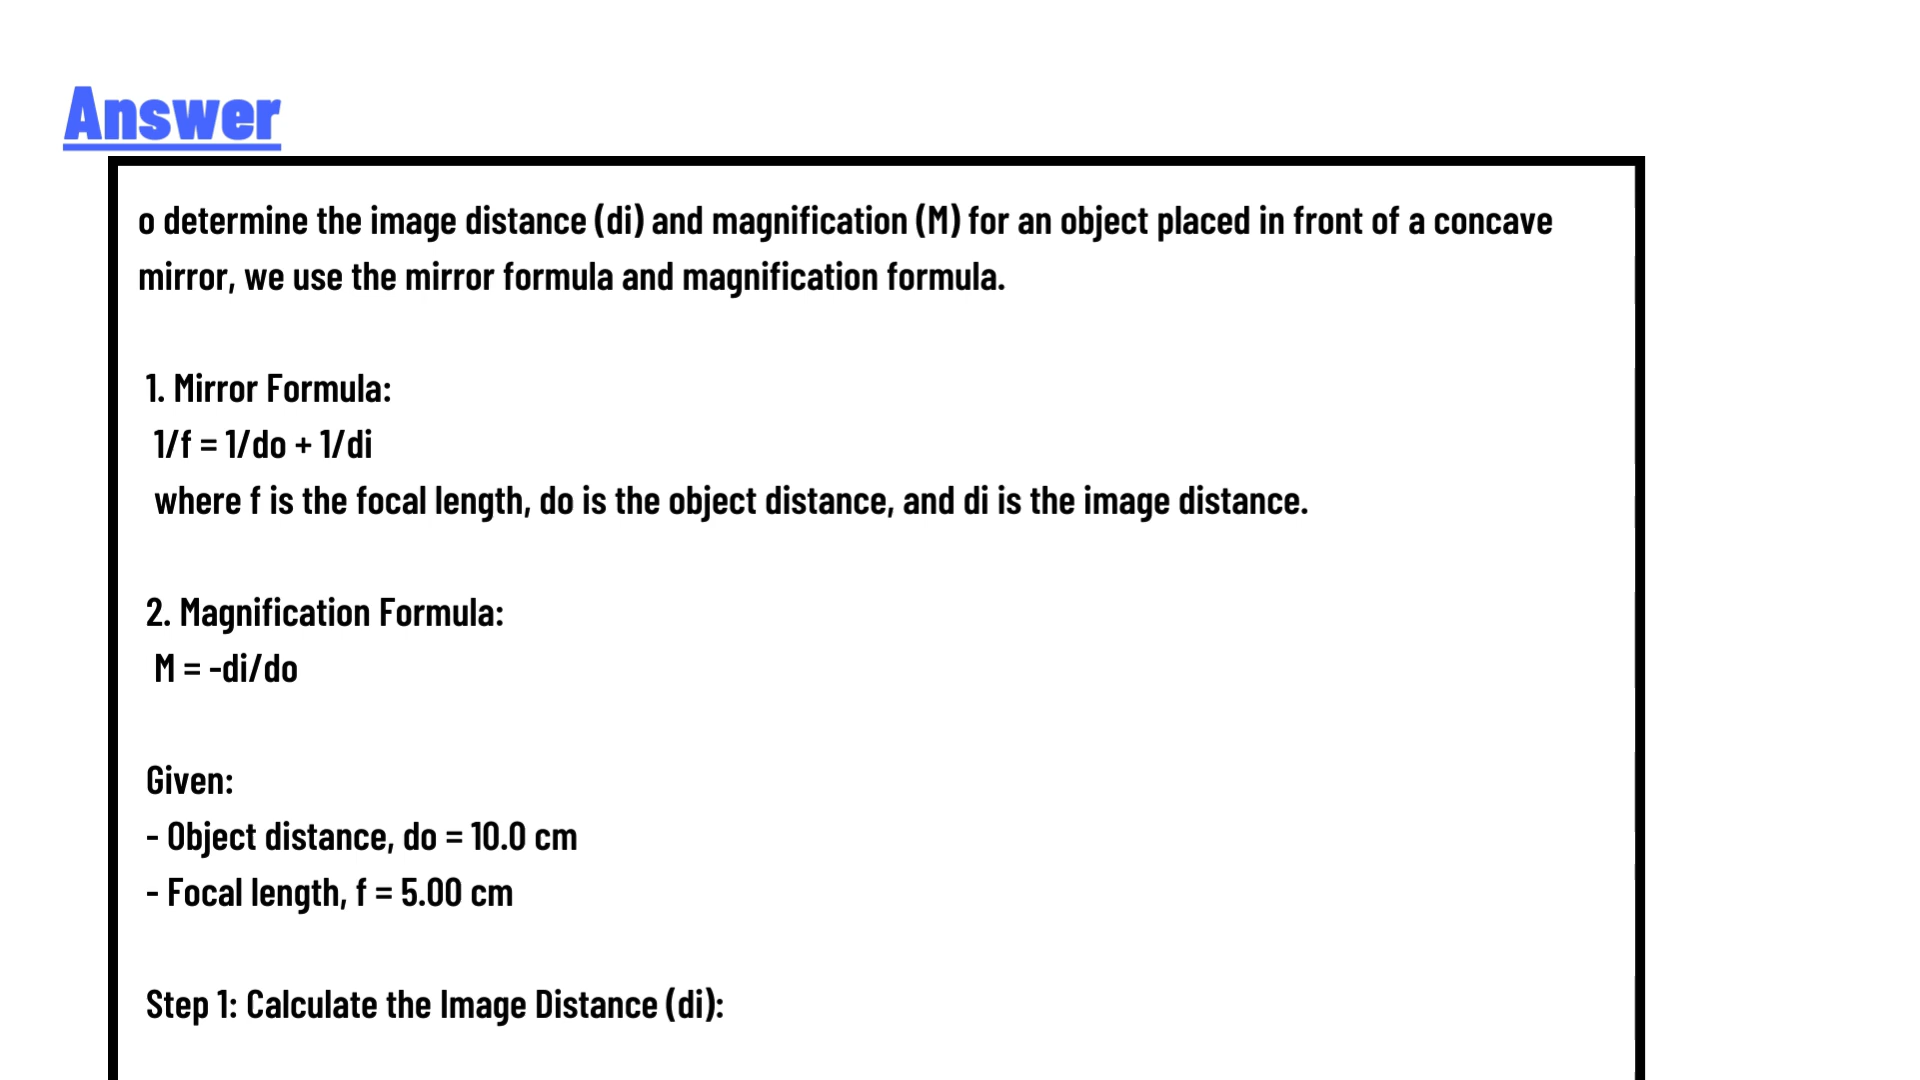 Answer
o determine the image distance (di) and magnification (M) for an object placed in front of a concave
mirror, we use the mirror formula and magnification formula.
1. Mirror Formula:
1/f = 1/do + 1/di
where f is the focal length, do is the object distance, and di is the image distance.
2. Magnification Formula:
M = -di/do
Given:
- Object distance, do = 10.0 cm
- Focal length, f = 5.00 cm
Step 1: Calculate the Image Distance (di):